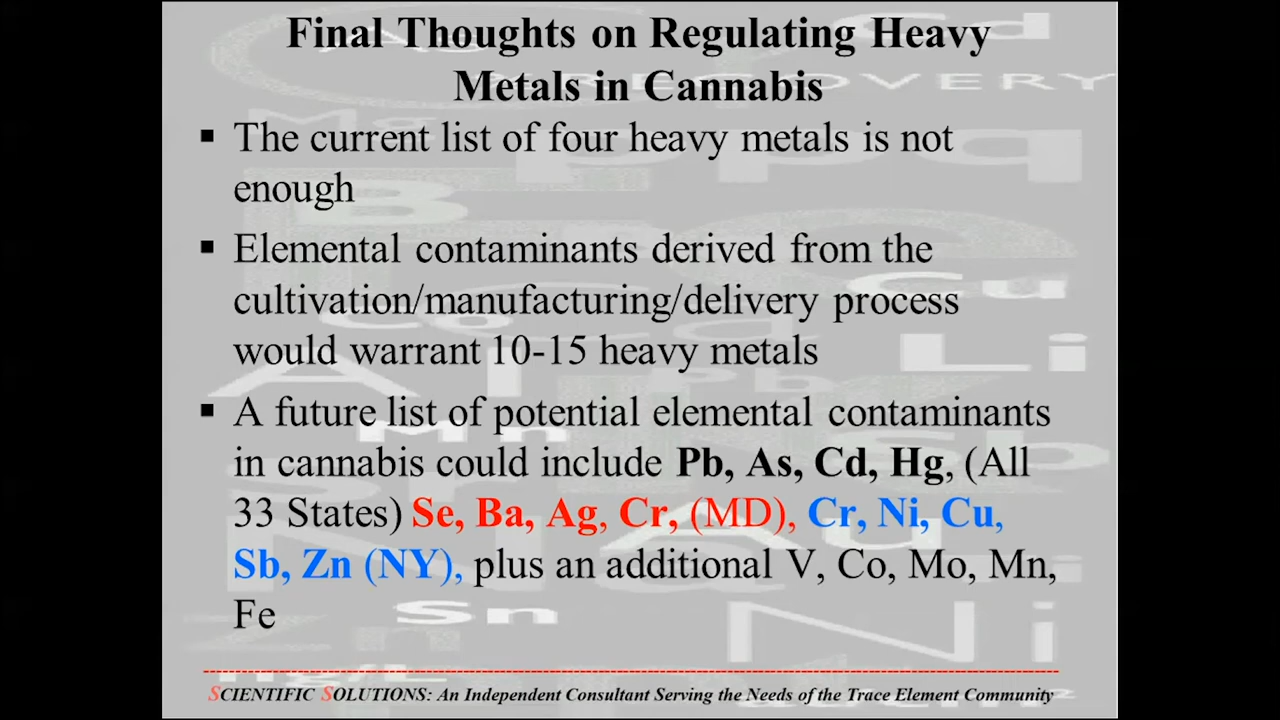 Final Thoughts on Regulating Heavy
Metals in Cannabis
▪ The current list of four heavy metals is not
enough
▪ Elemental contaminants derived from the
cultivation/manufacturing/delivery process
would warrant 10-15 heavy metals
▪ A future list of potential elemental contaminants
in cannabis could include Pb, As, Cd, Hg, (All
33 States) Se, Ba, Ag, Cr, (MD), Cr, Ni, Cu,
Sb, Zn (NY), plus an additional V, Co, Mo, Mn,
Fe
SCIENTIFIC SOLUTIONS: An Independent Consultant Serving the Needs of the Trace Element Community